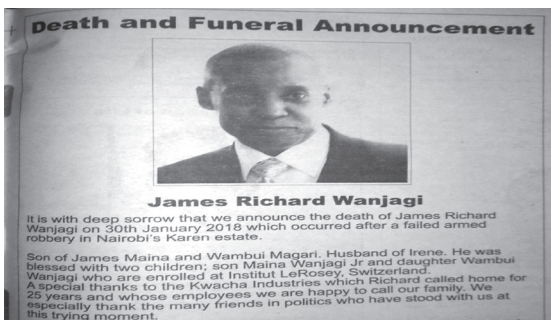 Death and Funeral Announcement
James Richard Wanjagi
It is with deep sorrow that we announce the death of James Richard
Wanjagi on 30th January 2018 which occurred after a failed armed
robbery in Nairobi's Karen estate.
Son of James Maina and Wambui Magari. Husband of Irene. He was
blessed with two children; son Maina Wanjagi Jr and daughter Wambui
Wanjagi who are enrolled at Institut LeRosey, Switzerland.
A special thanks to the Kwacha Industries which Richard called home for
25 years and whose employees we are happy to call our family. We
especially thank the many friends in politics who have stood with us at
this trying moment.